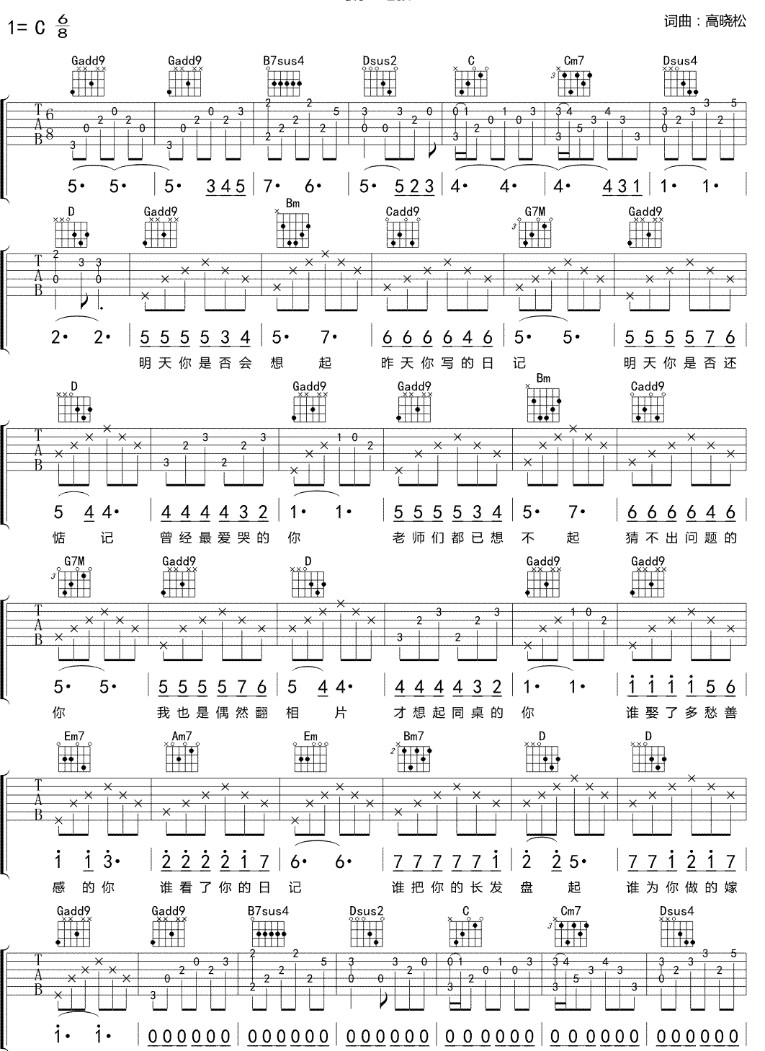 1= C 6/8
词曲：高晓松
Gadd9 Gadd9 B7sus4 Dsus2 C Cm7 Dsus4
5· 5· 5· 3 4 5 7· 6· 5· 5 2 3 4· 4· 4· 4 3 1 1· 1·
D Gadd9 Bm Cadd9 G7M Gadd9
2· 2· 5 5 5 5 3 4 5· 7· 6 6 6 6 4 6 5· 5· 5 5 5 5 7 6
明天你是否会想起 昨天你写的日记 明天你是否还
D Gadd9 Gadd9 Bm Cadd9
5 4 4· 4 4 4 4 3 2 1· 1· 5 5 5 5 3 4 5· 7· 6 6 6 6 4 6
惦记 曾经最爱哭的你 老师们都已想不起 猜不出问题的
G7M Gadd9 D Gadd9 Gadd9
5· 5· 5 5 5 5 7 6 5 4 4· 4 4 4 4 3 2 1· 1· 1 1 1 1 5 6
你 我也是偶然翻相片 才想起同桌的你 谁娶了多愁善
Em7 Am7 Em Bm7 D D
1 1 3· 2 2 2 2 1 7 6· 6· 7 7 7 7 7 1 2 2 5· 7 7 1 2 1 7
感的你 谁看了你的日记 谁把你的长发盘起 谁为你做的嫁
Gadd9 Gadd9 B7sus4 Dsus2 C Cm7 Dsus4
1· 1· 0 0 0 0 0 0 0 0 0 0 0 0 0 0 0 0 0 0 0 0 0 0 0 0 0 0 0 0 0 0 0 0 0 0 0 0